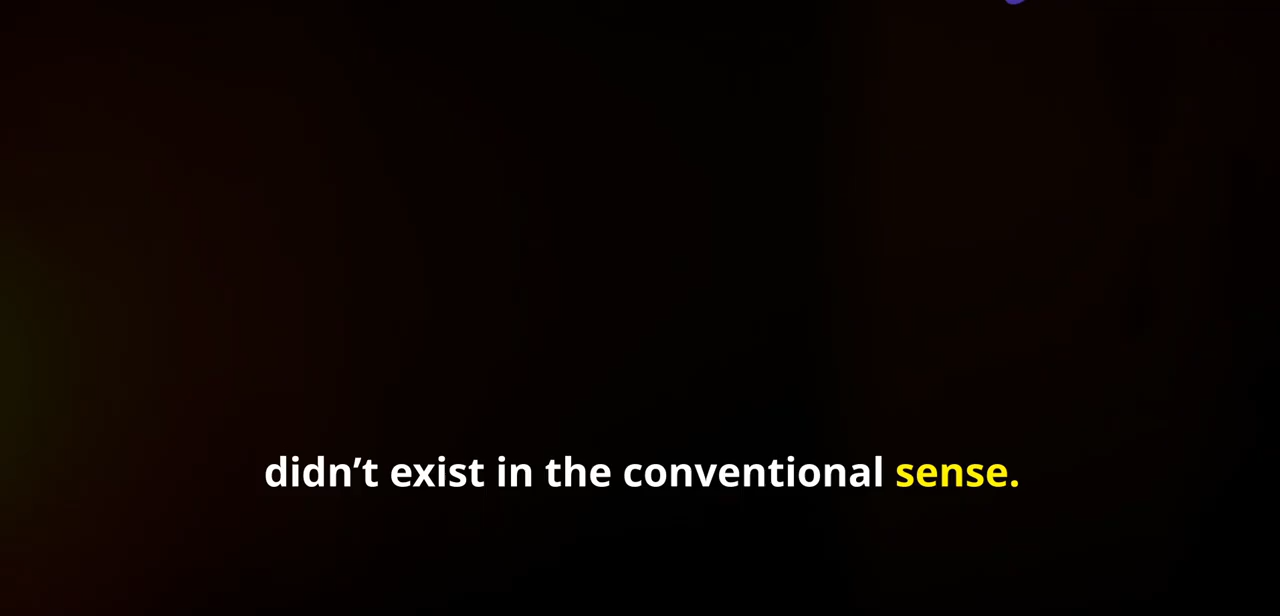 didn’t exist in the conventional sense.